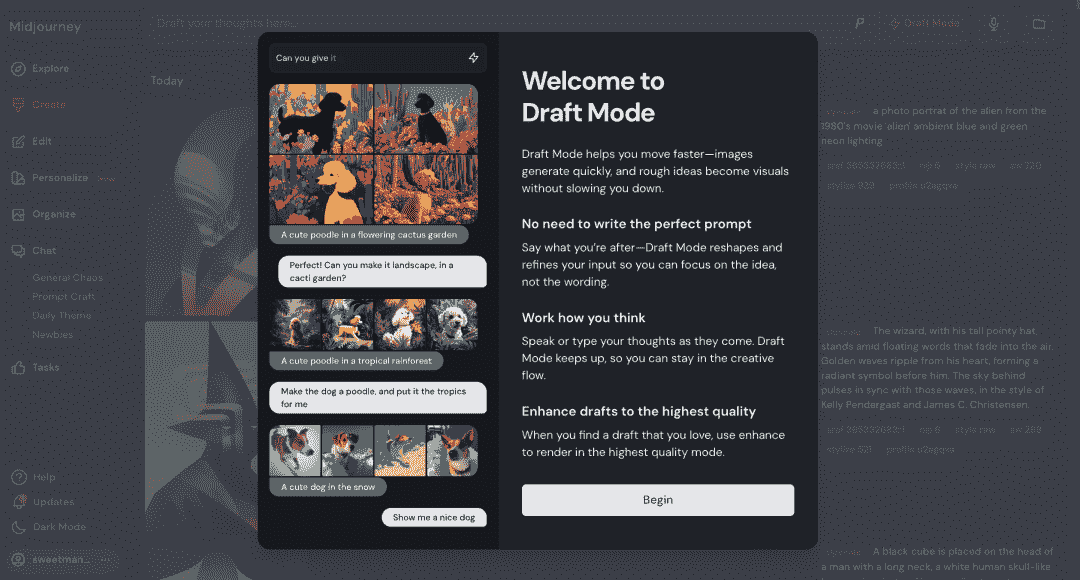 Midjourney
Draft your thoughts here...
Draft Mode
Explore
Create
Edit
Personalize
Organize
Chat
General Chaos
Prompt Craft
Daily Theme
Newbies
Tasks
Help
Updates
Dark Mode
sweetman...
Today
Can you give it
A cute poodle in a flowering cactus garden
Perfect! Can you make it landscape, in a
cacti garden?
A cute poodle in a tropical rainforest
Make the dog a poodle, and put it the tropics
for me
A cute dog in the snow
Show me a nice dog
Welcome to
Draft Mode
Draft Mode helps you move faster—images
generate quickly, and rough ideas become visuals
without slowing you down.
No need to write the perfect prompt
Say what you're after—Draft Mode reshapes and
refines your input so you can focus on the idea,
not the wording.
Work how you think
Speak or type your thoughts as they come. Draft
Mode keeps up, so you can stay in the creative
flow.
Enhance drafts to the highest quality
When you find a draft that you love, use enhance
to render in the highest quality mode.
Begin
a photo portrait of the alien from the
1980's movie 'alien' ambient blue and green
neon lighting
style raw
The wizard, with his tall pointy hat,
stands amid floating words that fade into the air.
Golden waves ripple from his heart, forming a
radiant symbol before him. The sky behind
pulses in sync with those waves, in the style of
Kelly Pendergast and James C. Christensen.
style raw
A black cube is placed on the head of
a man with a long neck, a white human skull-like